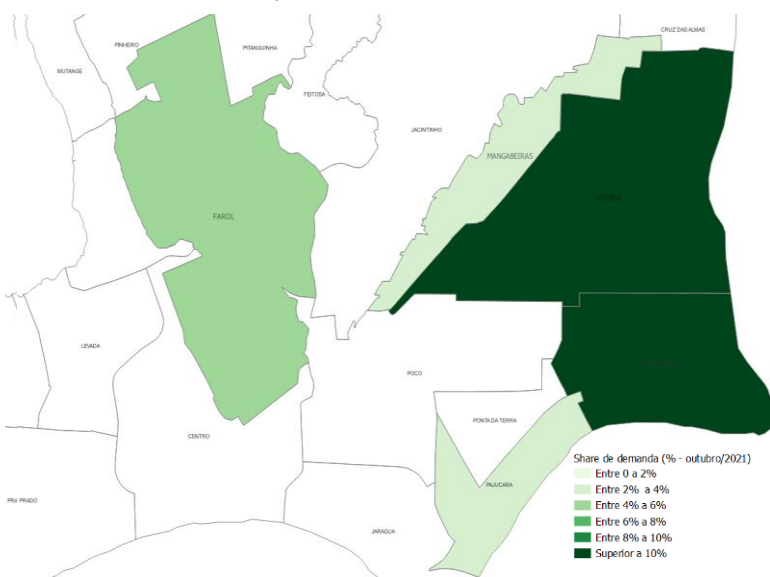 CRUZ DAS ALMAS
PINHEIRO
PITANGUINHA
MUTANGE
FEITOSA
JACINTINHO
MANGABEIRAS
JATIUCA
FAROL
LEVADA
POCO
CENTRO
PONTA DA TERRA
Share de demanda (% - outubro/2021)
Entre 0 a 2%
Entre 2% a 4%
Entre 4% a 6%
Entre 6% a 8%
Entre 8% a 10%
Superior a 10%
PAJUCARA
PRADO
JARAGUA